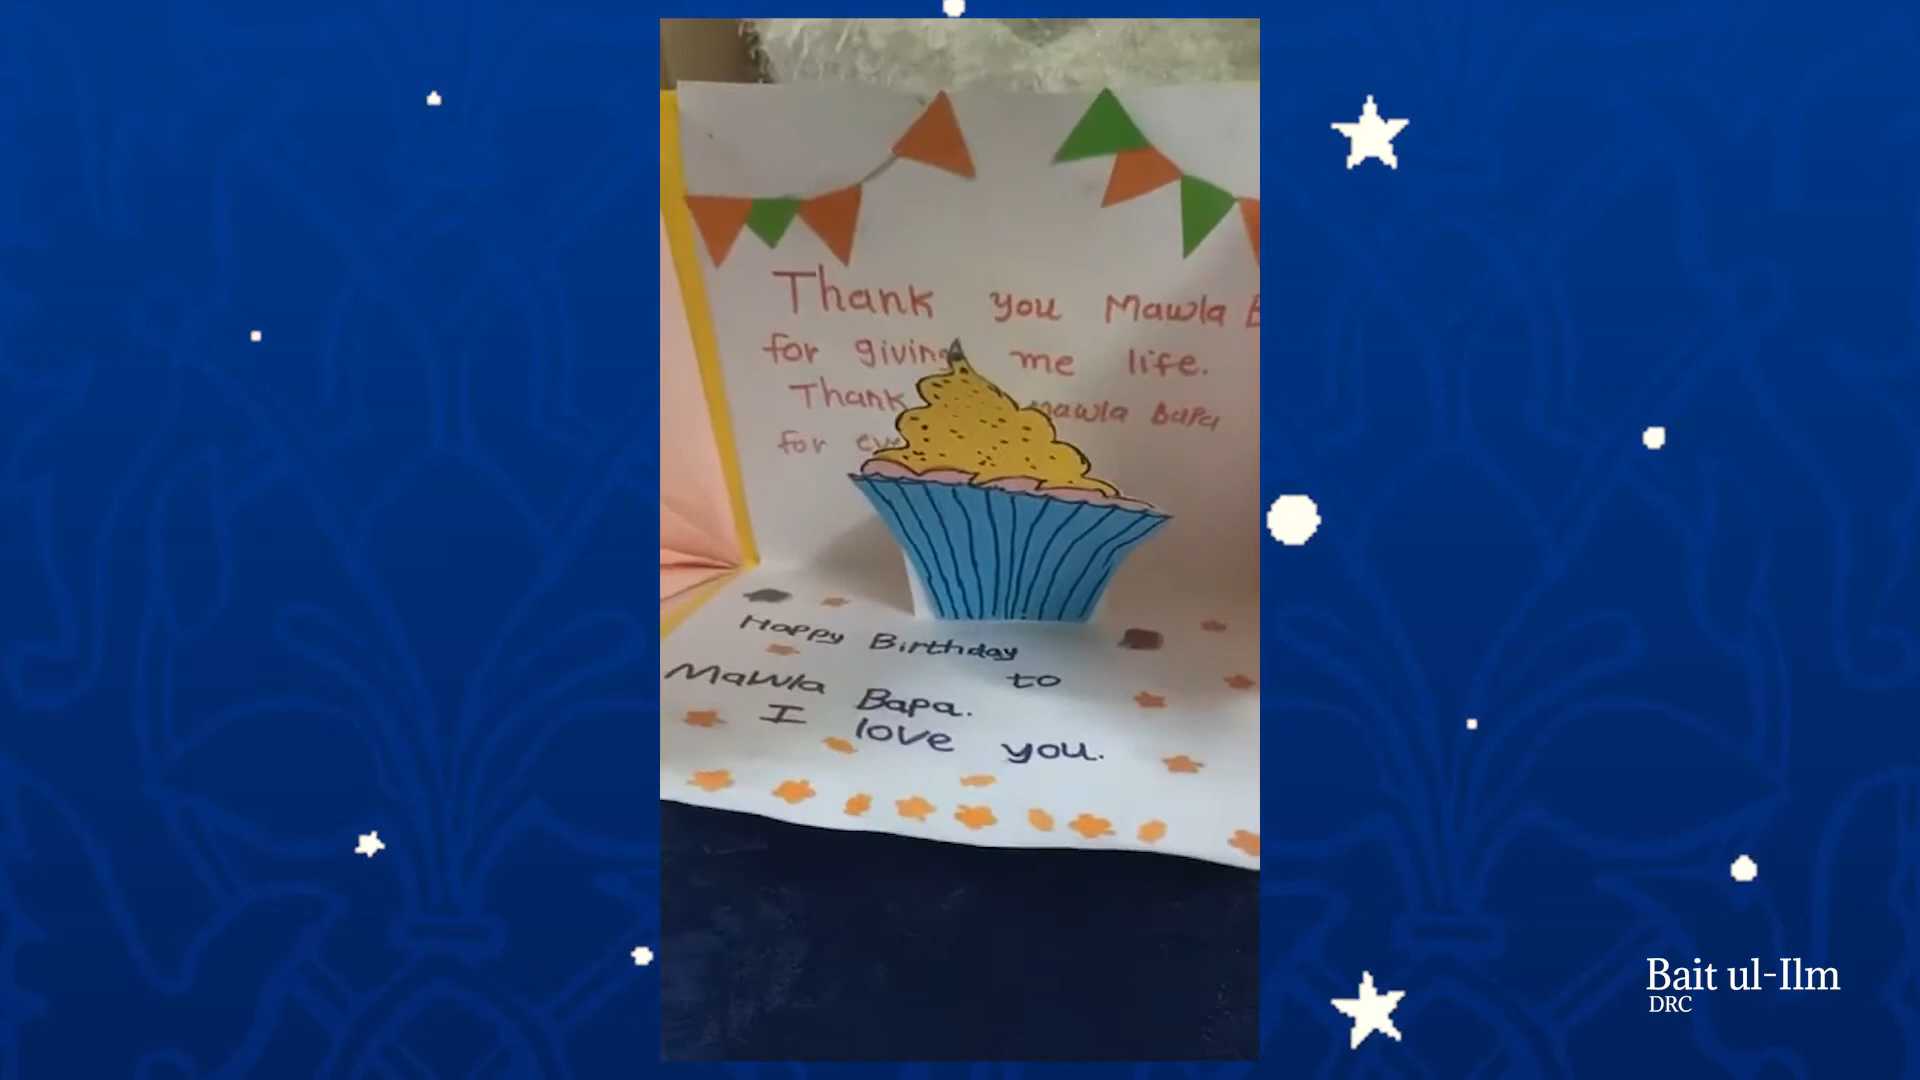 Thank you Mawla
for giving me life.
Thank Mawla Bapa
for
Happy Birthday
to
Mawla Bapa.
I love you.
Bait ul-Ilm
DRC